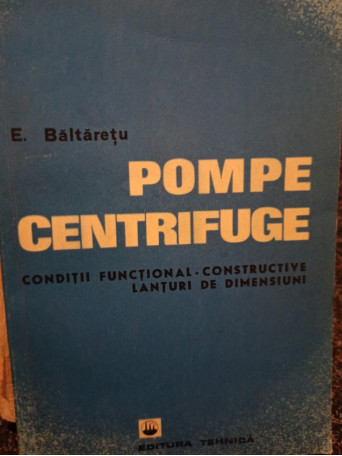 E. Băltărețu
POMPE
CENTRIFUGE
CONDIȚII FUNCȚIONAL-CONSTRUCTIVE
LANȚURI DE DIMENSIUNI
EDITURA TEHNICĂ